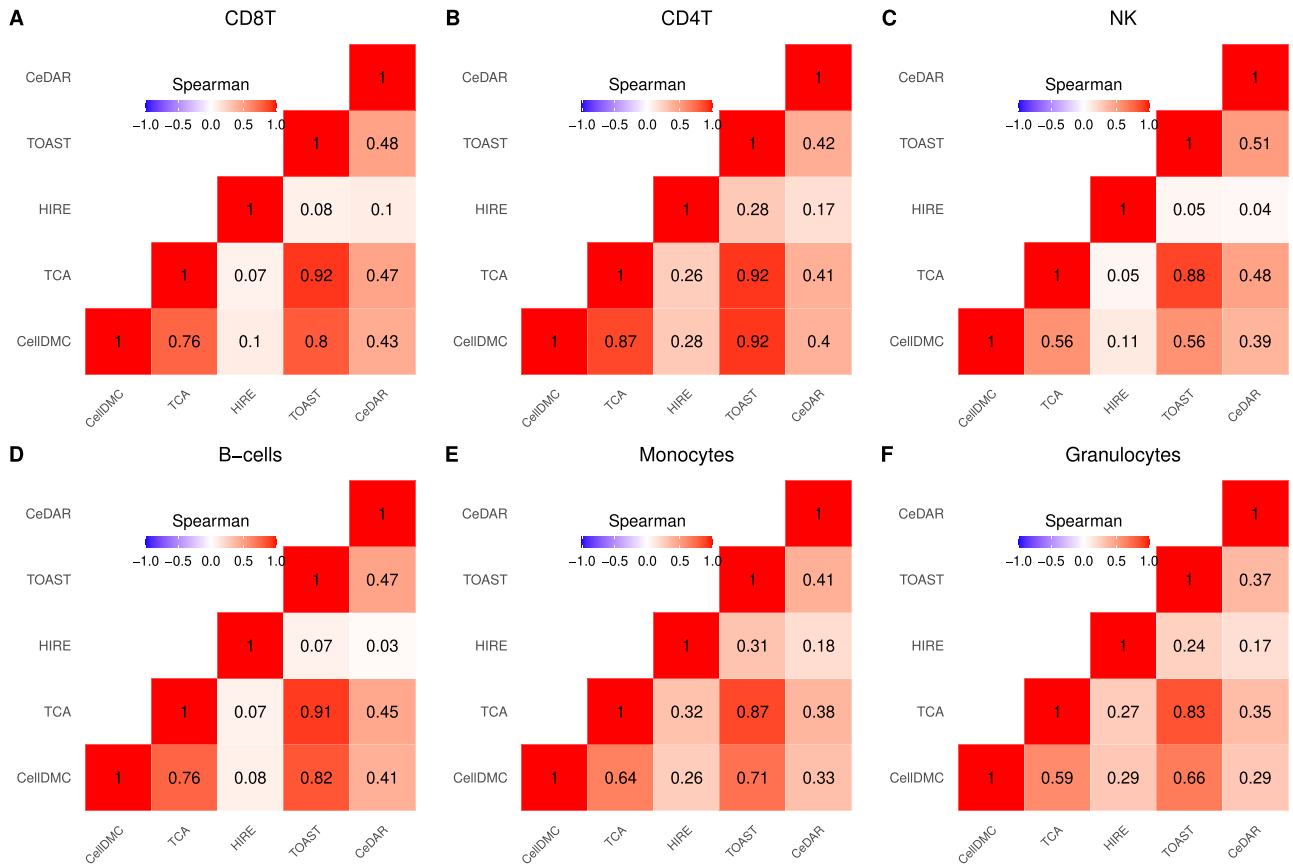 A CD8T
CeDAR 1
Spearman
−1.0 −0.5 0.0 0.5 1.0
TOAST 1 0.48
HIRE 1 0.08 0.1
TCA 1 0.07 0.92 0.47
CellDMC 1 0.76 0.1 0.8 0.43
CellDMC TCA HIRE TOAST CeDAR
B CD4T
CeDAR 1
Spearman
−1.0 −0.5 0.0 0.5 1.0
TOAST 1 0.42
HIRE 1 0.28 0.17
TCA 1 0.26 0.92 0.41
CellDMC 1 0.87 0.28 0.92 0.4
CellDMC TCA HIRE TOAST CeDAR
C NK
CeDAR 1
Spearman
−1.0 −0.5 0.0 0.5 1.0
TOAST 1 0.51
HIRE 1 0.05 0.04
TCA 1 0.05 0.88 0.48
CellDMC 1 0.56 0.11 0.56 0.39
CellDMC TCA HIRE TOAST CeDAR
D B−cells
CeDAR 1
Spearman
−1.0 −0.5 0.0 0.5 1.0
TOAST 1 0.47
HIRE 1 0.07 0.03
TCA 1 0.07 0.91 0.45
CellDMC 1 0.76 0.08 0.82 0.41
CellDMC TCA HIRE TOAST CeDAR
E Monocytes
CeDAR 1
Spearman
−1.0 −0.5 0.0 0.5 1.0
TOAST 1 0.41
HIRE 1 0.31 0.18
TCA 1 0.32 0.87 0.38
CellDMC 1 0.64 0.26 0.71 0.33
CellDMC TCA HIRE TOAST CeDAR
F Granulocytes
CeDAR 1
Spearman
−1.0 −0.5 0.0 0.5 1.0
TOAST 1 0.37
HIRE 1 0.24 0.17
TCA 1 0.27 0.83 0.35
CellDMC 1 0.59 0.29 0.66 0.29
CellDMC TCA HIRE TOAST CeDAR